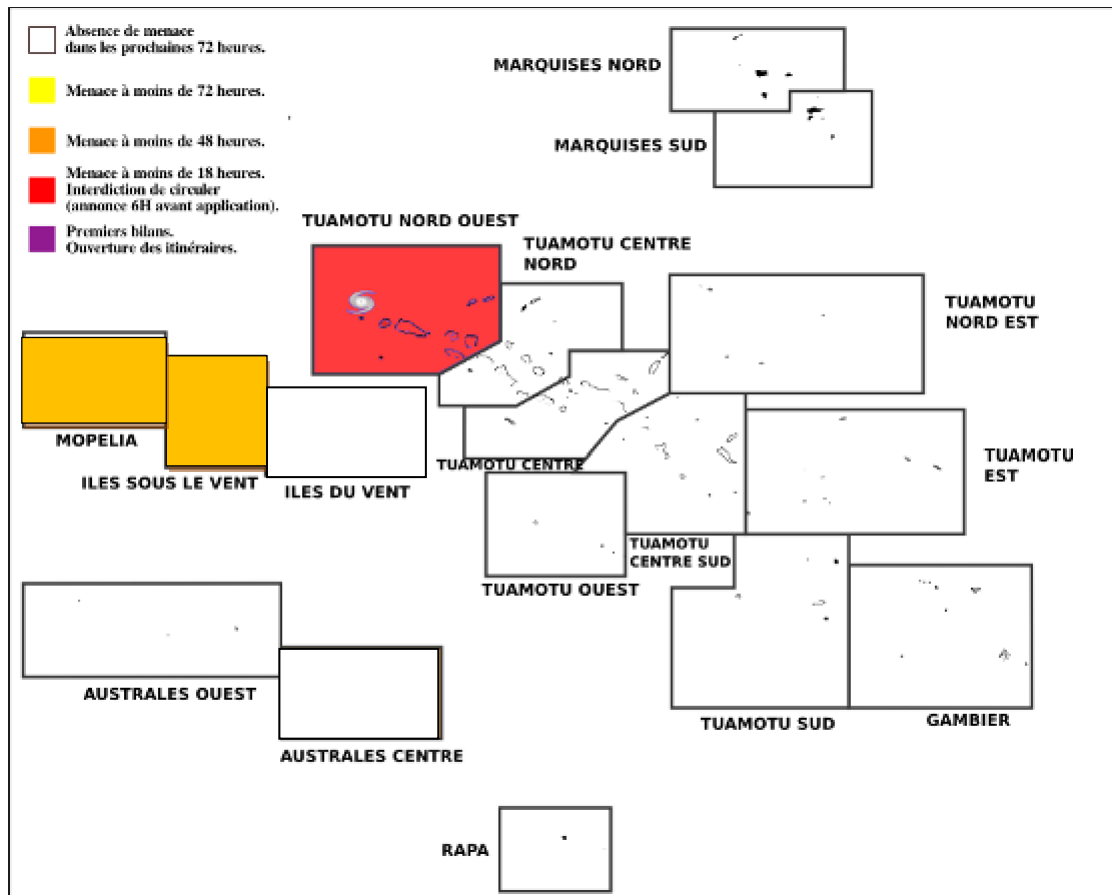 Absence de menace
dans les prochaines 72 heures.
Menace à moins de 72 heures.
Menace à moins de 48 heures.
Menace à moins de 18 heures.
Interdiction de circuler
(annonce 6H avant application).
Premiers bilans.
Ouverture des itinéraires.
MARQUISES NORD
MARQUISES SUD
TUAMOTU NORD OUEST
TUAMOTU CENTRE
NORD
TUAMOTU
NORD EST
MOPELIA
ILES SOUS LE VENT
ILES DU VENT
TUAMOTU CENTRE
TUAMOTU
EST
TUAMOTU
CENTRE SUD
TUAMOTU OUEST
AUSTRALES OUEST
AUSTRALES CENTRE
TUAMOTU SUD
GAMBIER
RAPA